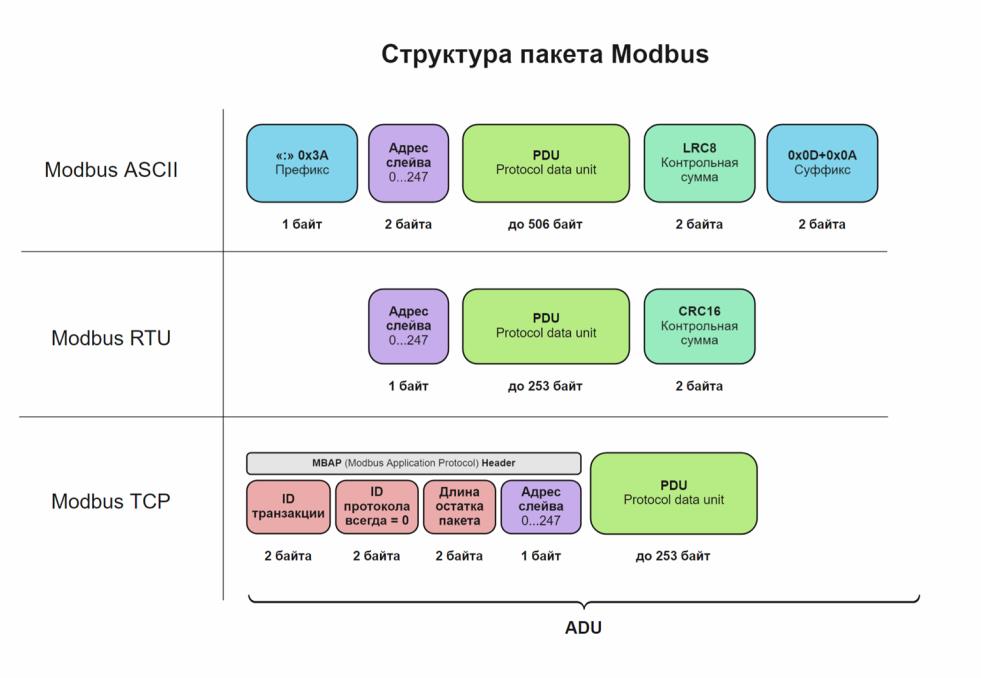 Структура пакета Modbus
Modbus ASCII
«:» 0x3A
Префикс
1 байт
Адрес
слейва
0...247
2 байта
PDU
Protocol data unit
до 506 байт
LRC8
Контрольная
сумма
2 байта
0x0D+0x0A
Суффикс
2 байта
Modbus RTU
Адрес
слейва
0...247
1 байт
PDU
Protocol data unit
до 253 байт
CRC16
Контрольная
сумма
2 байта
Modbus TCP
MBAP (Modbus Application Protocol) Header
ID
транзакции
2 байта
ID
протокола
всегда = 0
2 байта
Длина
остатка
пакета
2 байта
Адрес
слейва
0...247
1 байт
PDU
Protocol data unit
до 253 байт
ADU